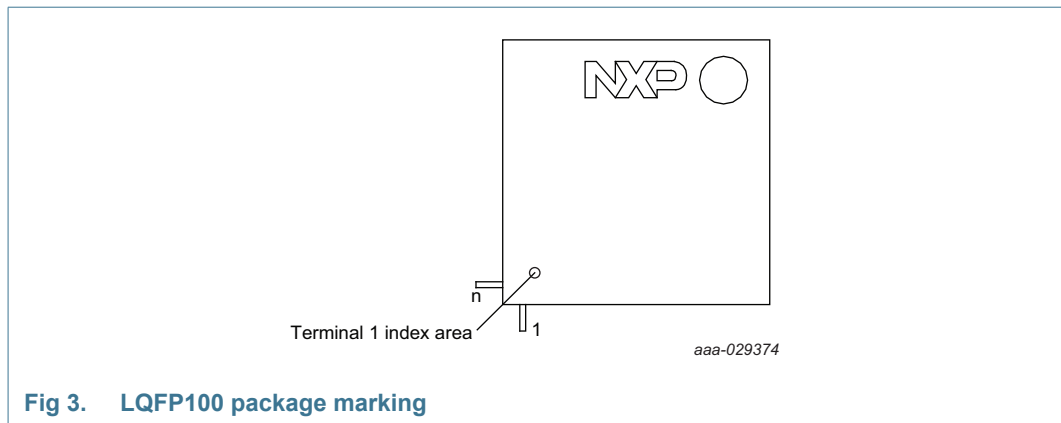 NXP
n
Terminal 1 index area
1
aaa-029374
Fig 3. LQFP100 package marking